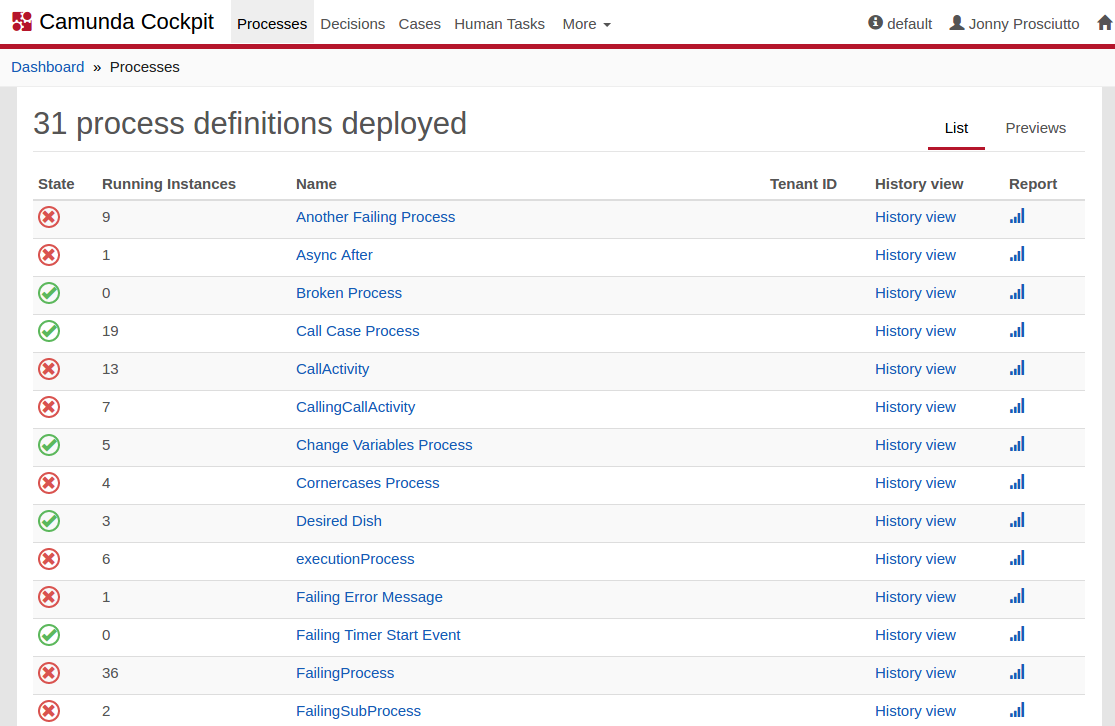 Camunda Cockpit Processes Decisions Cases Human Tasks More default Jonny Prosciutto
Dashboard » Processes
31 process definitions deployed List Previews
State Running Instances Name Tenant ID History view Report
9 Another Failing Process History view
1 Async After History view
0 Broken Process History view
19 Call Case Process History view
13 CallActivity History view
7 CallingCallActivity History view
5 Change Variables Process History view
4 Cornercases Process History view
3 Desired Dish History view
6 executionProcess History view
1 Failing Error Message History view
0 Failing Timer Start Event History view
36 FailingProcess History view
2 FailingSubProcess History view